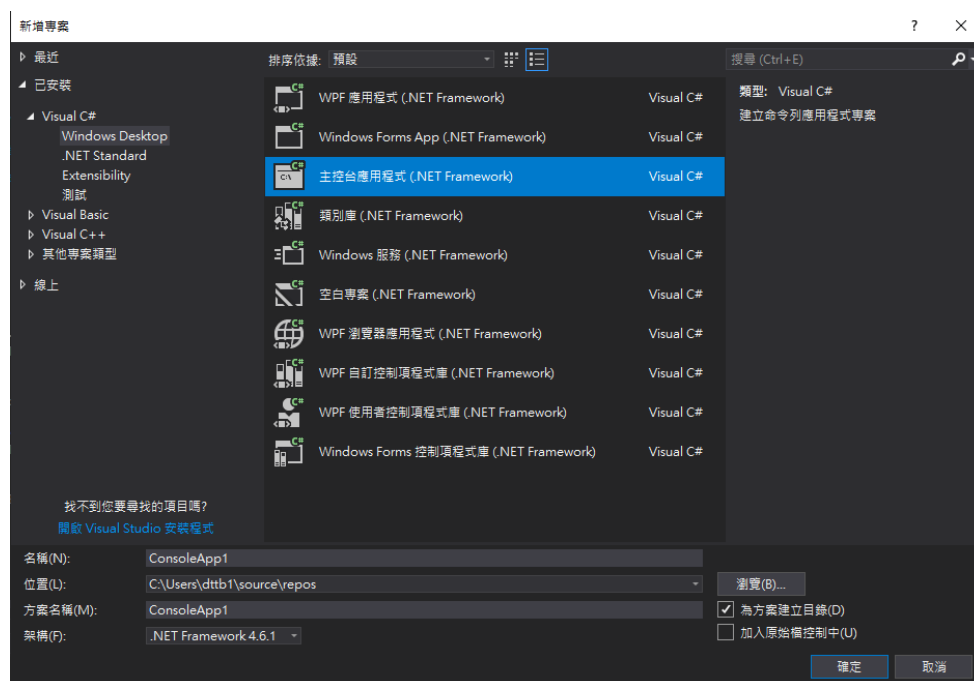 新增專案
?
最近
已安裝
Visual C#
Windows Desktop
.NET Standard
Extensibility
測試
Visual Basic
Visual C++
其他專案類型
線上
找不到您要尋找的項目嗎?
開啟 Visual Studio 安裝程式
排序依據: 預設
WPF 應用程式 (.NET Framework) Visual C#
Windows Forms App (.NET Framework) Visual C#
主控台應用程式 (.NET Framework) Visual C#
類別庫 (.NET Framework) Visual C#
Windows 服務 (.NET Framework) Visual C#
空白專案 (.NET Framework) Visual C#
WPF 瀏覽器應用程式 (.NET Framework) Visual C#
WPF 自訂控制項程式庫 (.NET Framework) Visual C#
WPF 使用者控制項程式庫 (.NET Framework) Visual C#
Windows Forms 控制項程式庫 (.NET Framework) Visual C#
搜尋 (Ctrl+E)
類型: Visual C#
建立命令列應用程式專案
名稱(N): ConsoleApp1
位置(L): C:\Users\dttb1\source\repos 瀏覽(B)...
方案名稱(M): ConsoleApp1 為方案建立目錄(D)
架構(F): .NET Framework 4.6.1 加入原始檔控制中(U)
確定 取消